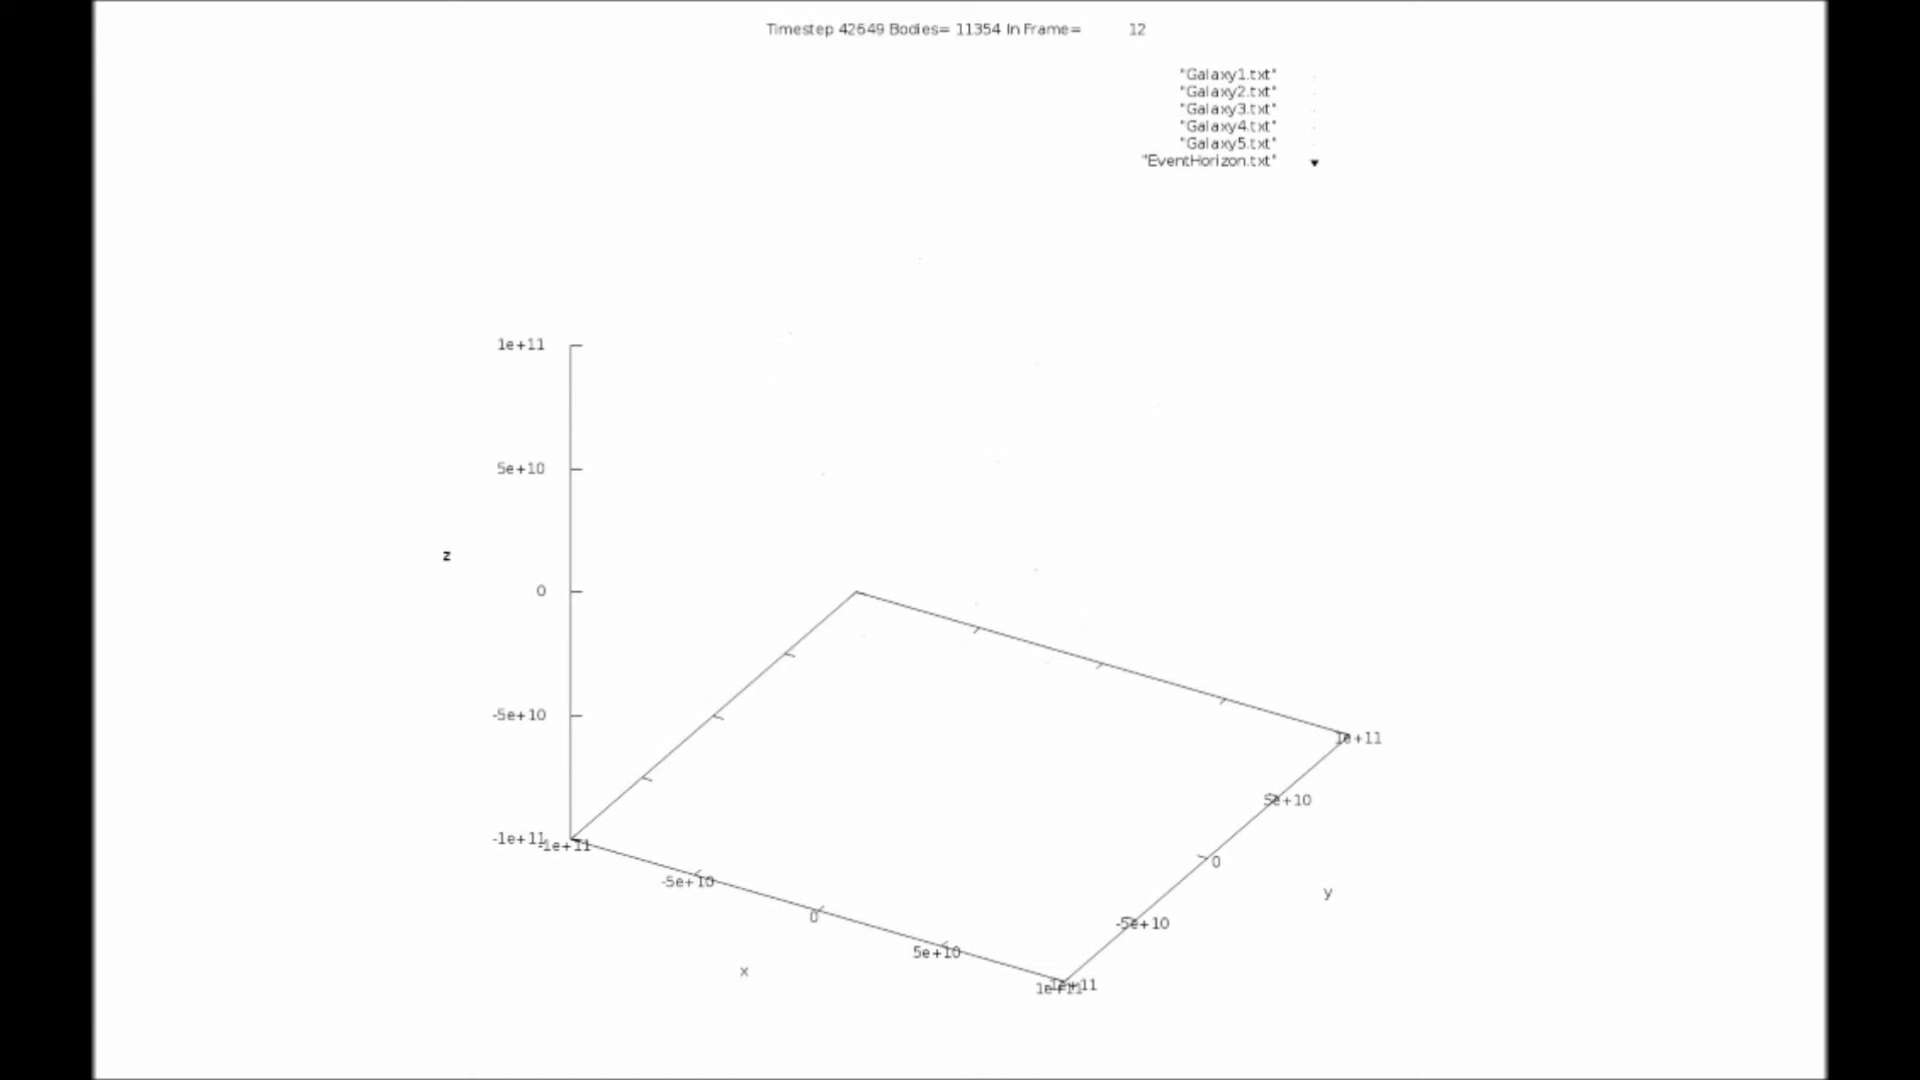 Timestep 42649 Bodies= 11354 In Frame= 12
"Galaxy1.txt"
"Galaxy2.txt"
"Galaxy3.txt"
"Galaxy4.txt"
"Galaxy5.txt"
"EventHorizon.txt"
1e+11
5e+10
z
0
-5e+10
-1e+11
-1e+11
-5e+10
0
5e+10
1e+11
x
-1e+11
-5e+10
0
5e+10
1e+11
y